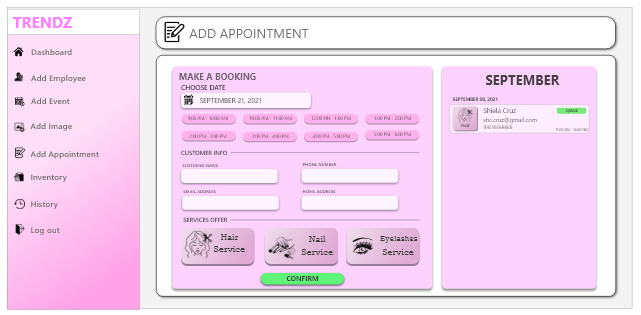 TRENDZ
Dashboard
Add Employee
Add Event
Add Image
Add Appointment
Inventory
History
Log out
ADD APPOINTMENT
MAKE A BOOKING
CHOOSE DATE
SEPTEMBER 21, 2021
9:00 AM - 10:00 AM
10:00 AM - 11:00 AM
12:00 NN - 1:00 PM
1:00 PM - 2:00 PM
2:00 PM - 3:00 PM
3:00 PM - 4:00 PM
4:00 PM - 5:00 PM
5:00 PM - 6:00 PM
CUSTOMER INFO
CUSTOMER NAME
PHONE NUMBER
EMAIL ADDRESS
HOME ADDRESS
SERVICES OFFER
Hair
Service
Nail
Service
Eyelashes
Service
CONFIRM
SEPTEMBER
SEPTEMBER 08, 2021
Hair
Shiela Cruz
shc.cruz@gmail.com